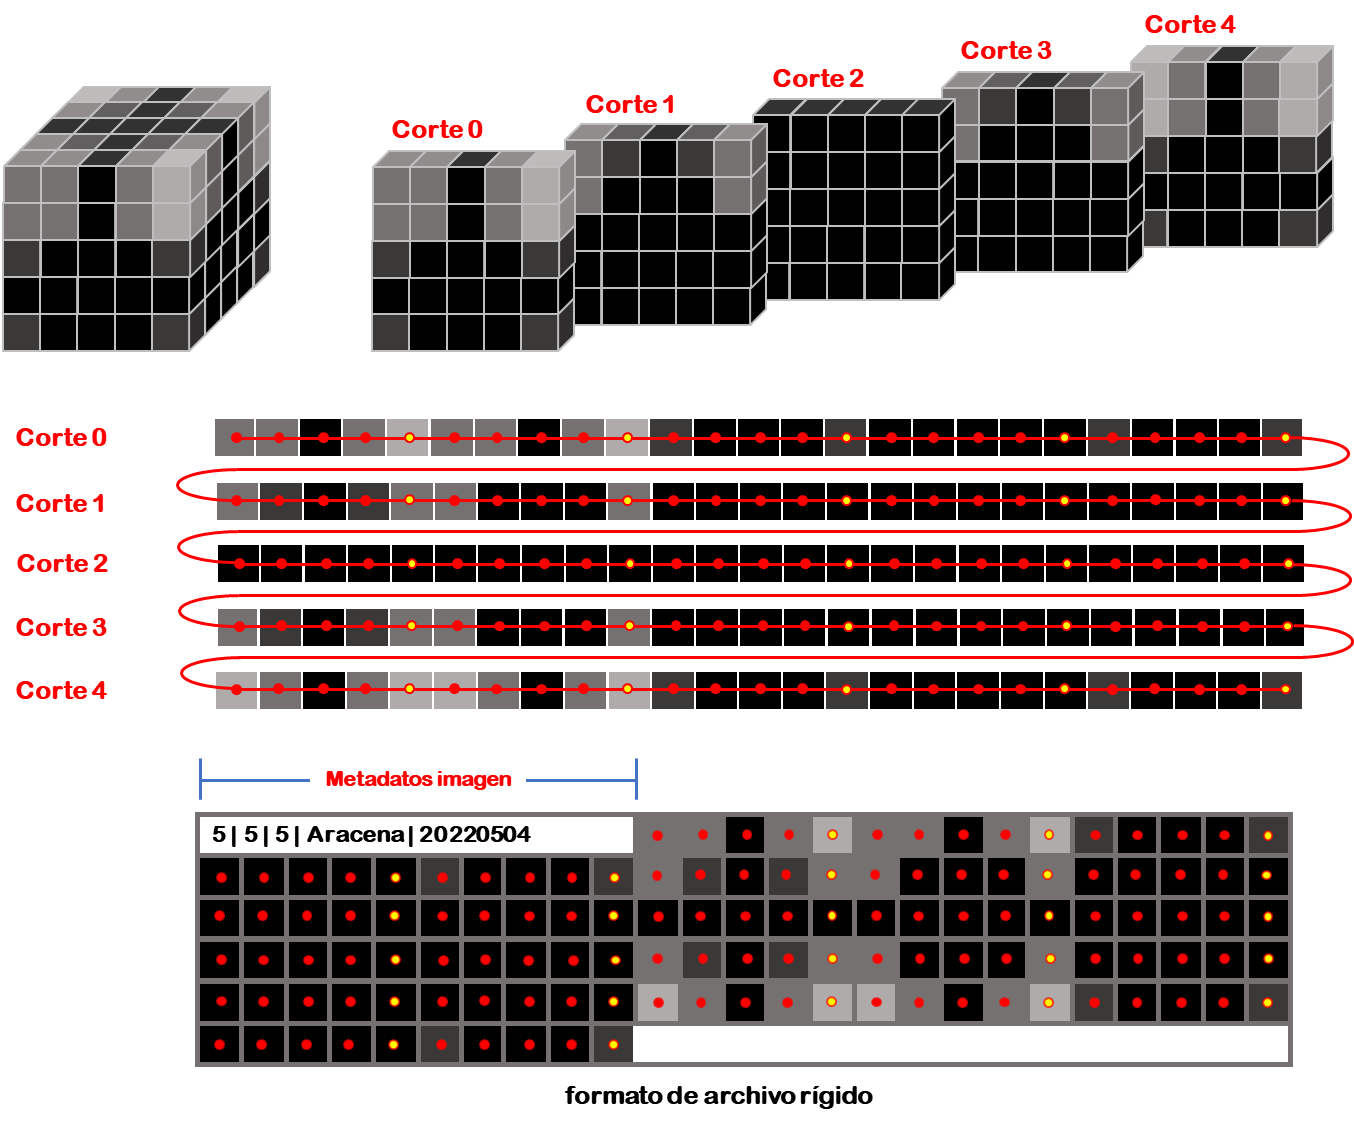 Corte 4
Corte 3
Corte 2
Corte 1
Corte 0
Corte 0
Corte 1
Corte 2
Corte 3
Corte 4
Metadatos imagen
5 | 5 | 5 | Aracena | 20220504
formato de archivo rígido